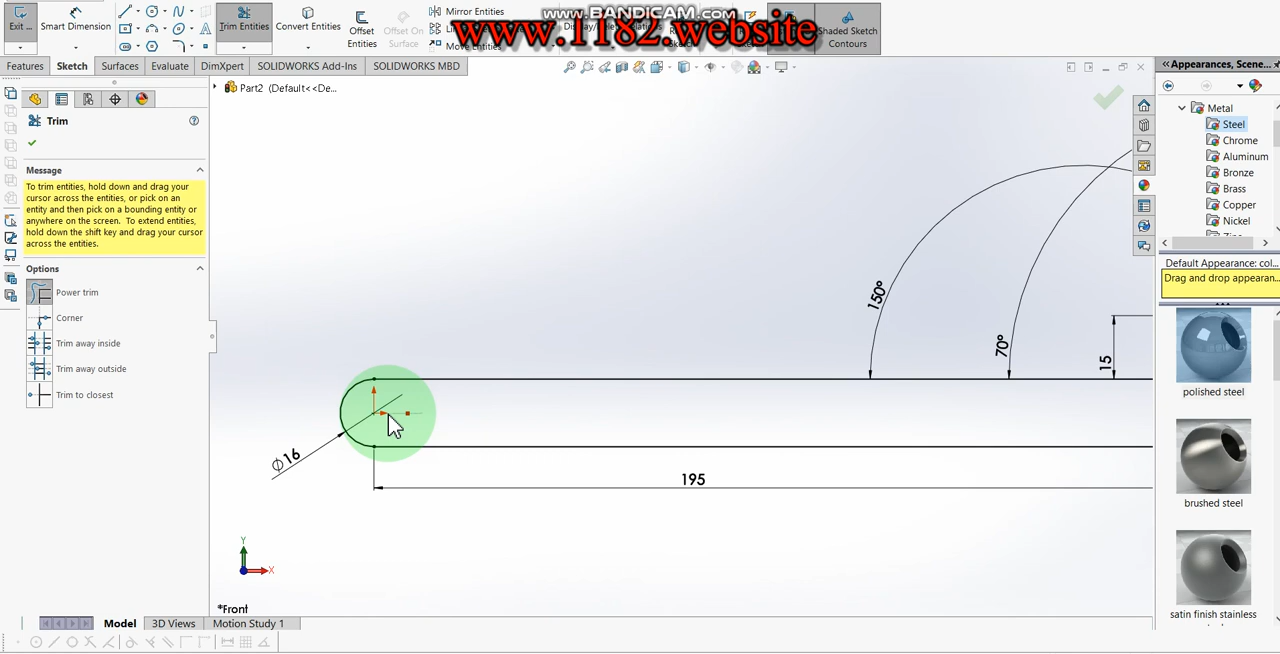 www.BANDICAM.com
www.1182.website
Exit ...
Smart Dimension
Trim Entities
Convert Entities
Offset
Entities
Offset On
Surface
Mirror Entities
Shaded Sketch
Contours
Features
Sketch
Surfaces
Evaluate
DimXpert
SOLIDWORKS Add-Ins
SOLIDWORKS MBD
Part2 (Default<<De...
Trim
Message
To trim entities, hold down and drag your
cursor across the entities, or pick on an
entity and then pick on a bounding entity or
anywhere on the screen. To extend entities,
hold down the shift key and drag your cursor
across the entities.
Options
Power trim
Corner
Trim away inside
Trim away outside
Trim to closest
150°
70°
15
Ø16
195
Y
X
*Front
Model
3D Views
Motion Study 1
Appearances, Scene...
Metal
Steel
Chrome
Aluminum
Bronze
Brass
Copper
Nickel
Default Appearance: col...
Drag and drop appearan...
polished steel
brushed steel
satin finish stainless